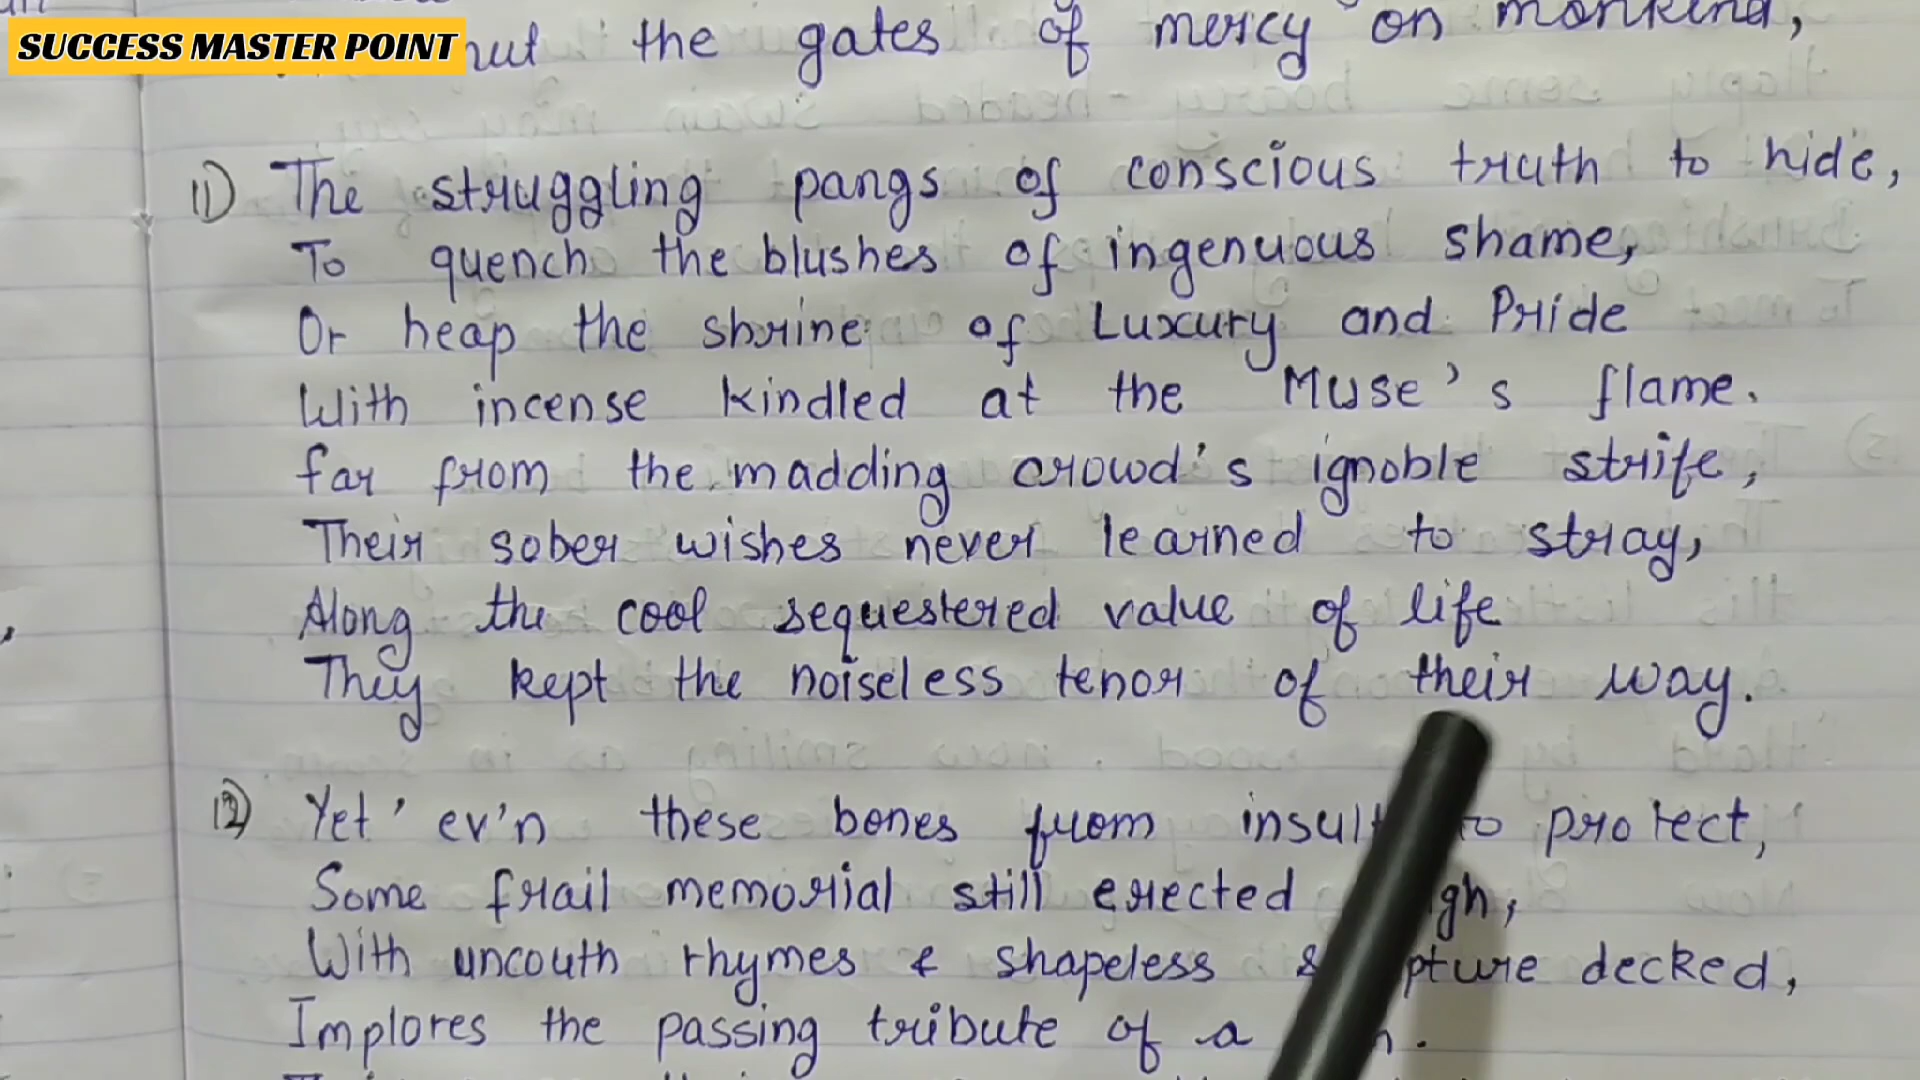 SUCCESS MASTER POINT
the gates of mercy on mankind,
11) The struggling pangs of conscious truth to hide,
To quench the blushes of ingenuous shame,
Or heap the shrine of Luxury and Pride
With incense kindled at the Muse's flame.
far from the madding crowd's ignoble strife,
Their sober wishes never learned to stray,
Along the cool sequestered value of life
They kept the noiseless tenor of their way.
12) Yet' ev'n these bones from insult to protect,
Some frail memorial still erected
With uncouth rhymes & shapeless decked,
Implores the passing tribute of a